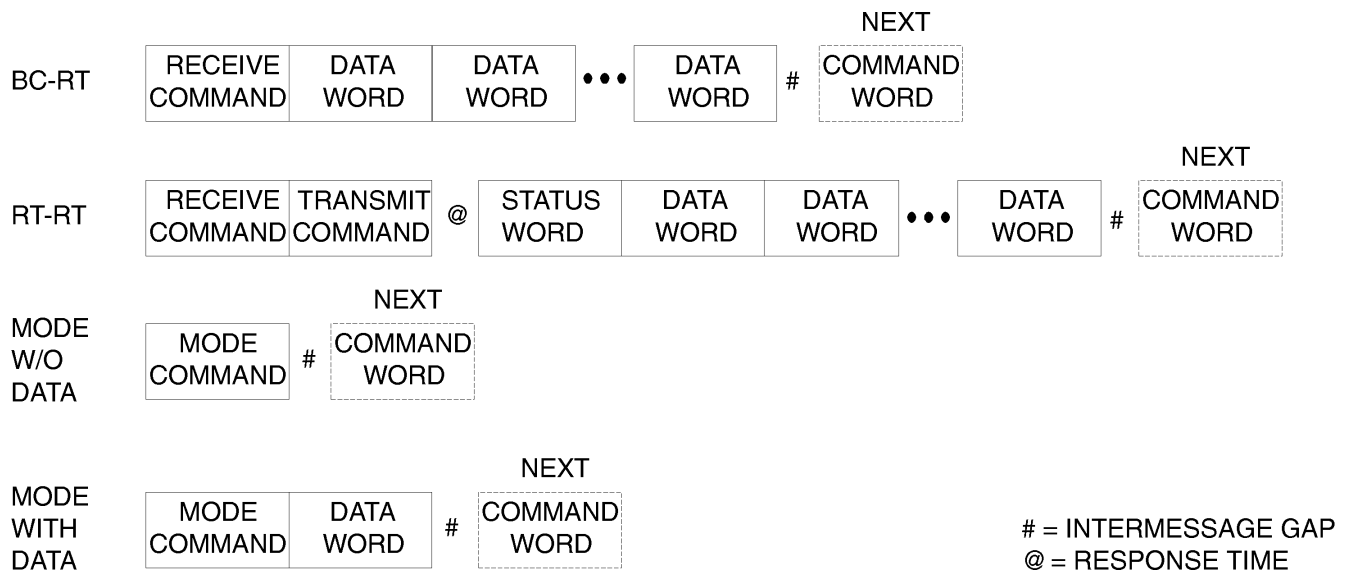 NEXT
BC-RT
RECEIVE COMMAND
DATA WORD
DATA WORD
•••
DATA WORD
#
COMMAND WORD
NEXT
RT-RT
RECEIVE COMMAND
TRANSMIT COMMAND
@
STATUS WORD
DATA WORD
DATA WORD
•••
DATA WORD
#
COMMAND WORD
NEXT
MODE
W/O
DATA
MODE COMMAND
#
COMMAND WORD
NEXT
MODE
WITH
DATA
MODE COMMAND
DATA WORD
#
COMMAND WORD
# = INTERMESSAGE GAP
@ = RESPONSE TIME